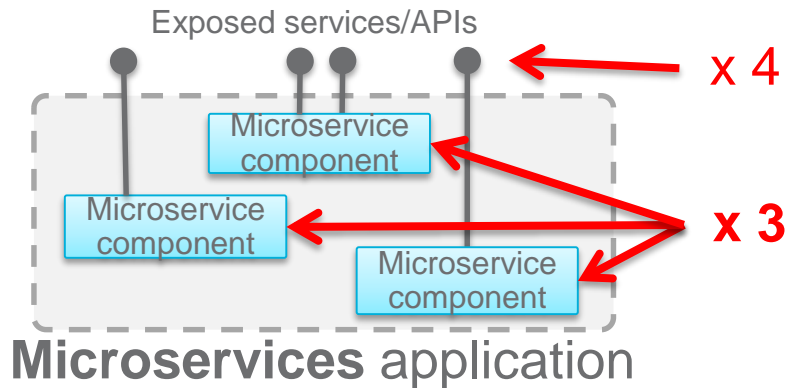 Exposed services/APIs
x 4
Microservice
component
Microservice
component
x 3
Microservice
component
Microservices application